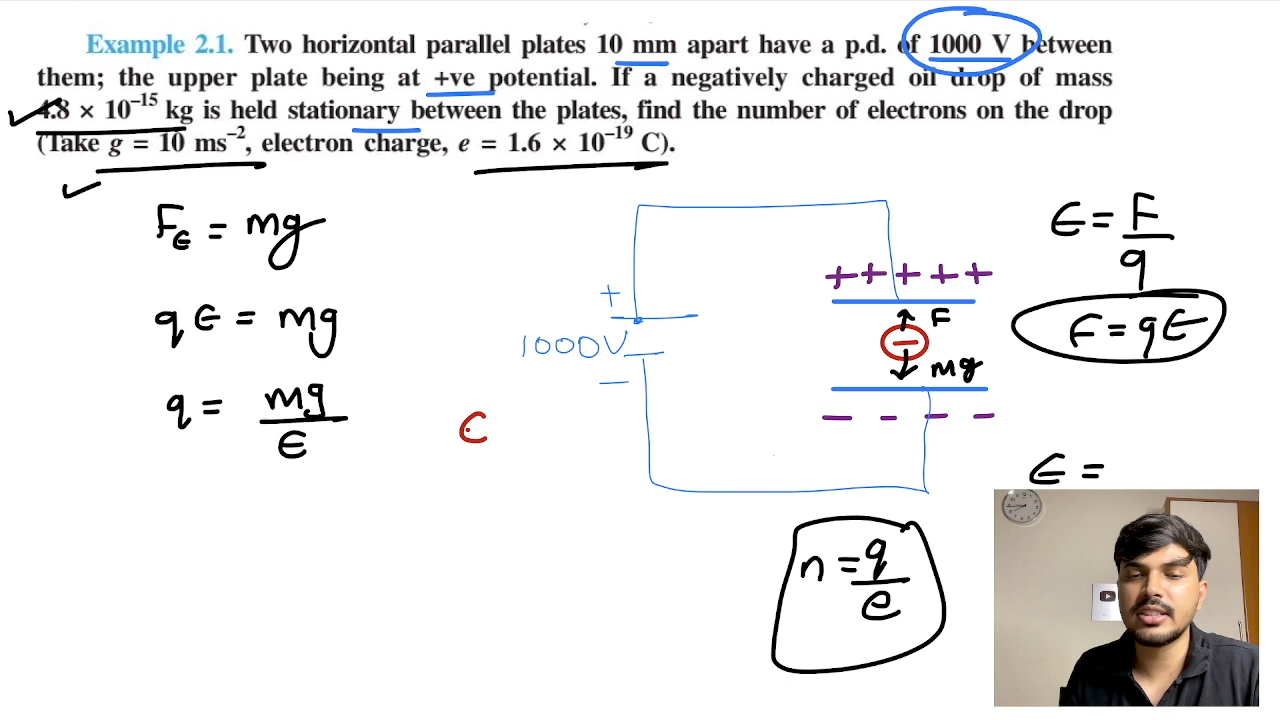 Example 2.1. Two horizontal parallel plates 10 mm apart have a p.d. of 1000 V between
them; the upper plate being at +ve potential. If a negatively charged oil drop of mass
4.8 × 10⁻¹⁵ kg is held stationary between the plates, find the number of electrons on the drop
(Take g = 10 ms⁻², electron charge, e = 1.6 × 10⁻¹⁹ C).
F_E = mg
qE = mg
q = mg/E
E
+
1000V
−
+ + + + +
F
−
mg
− − − −
E = F/q
F = qE
E =
n = q/e